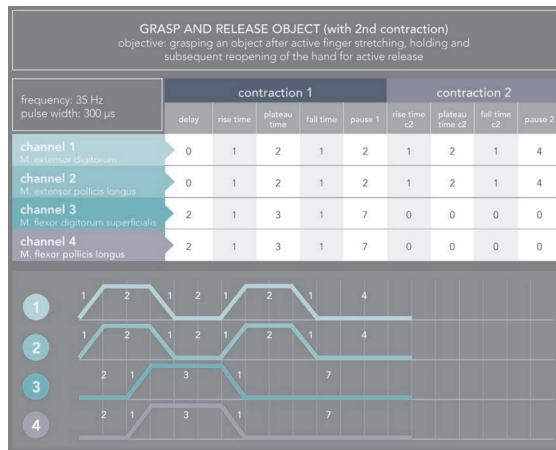 GRASP AND RELEASE OBJECT (with 2nd contraction)
objective: grasping an object after active finger stretching, holding and
subsequent reopening of the hand for active release
frequency: 35 Hz
pulse width: 300 µs
contraction 1 contraction 2
delay rise time plateau time fall time pause 1 rise time c2 plateau time c2 fall time c2 pause 2
channel 1
M. extensor digitorum
0 1 2 1 2 1 2 1 4
channel 2
M. extensor pollicis longus
0 1 2 1 2 1 2 1 4
channel 3
M. flexor digitorum superficialis
2 1 3 1 7 0 0 0 0
channel 4
M. flexor pollicis longus
2 1 3 1 7 0 0 0 0
1 1 2 1 2 1 2 1 4
2 1 2 1 2 1 2 1 4
3 2 1 3 1 7
4 2 1 3 1 7